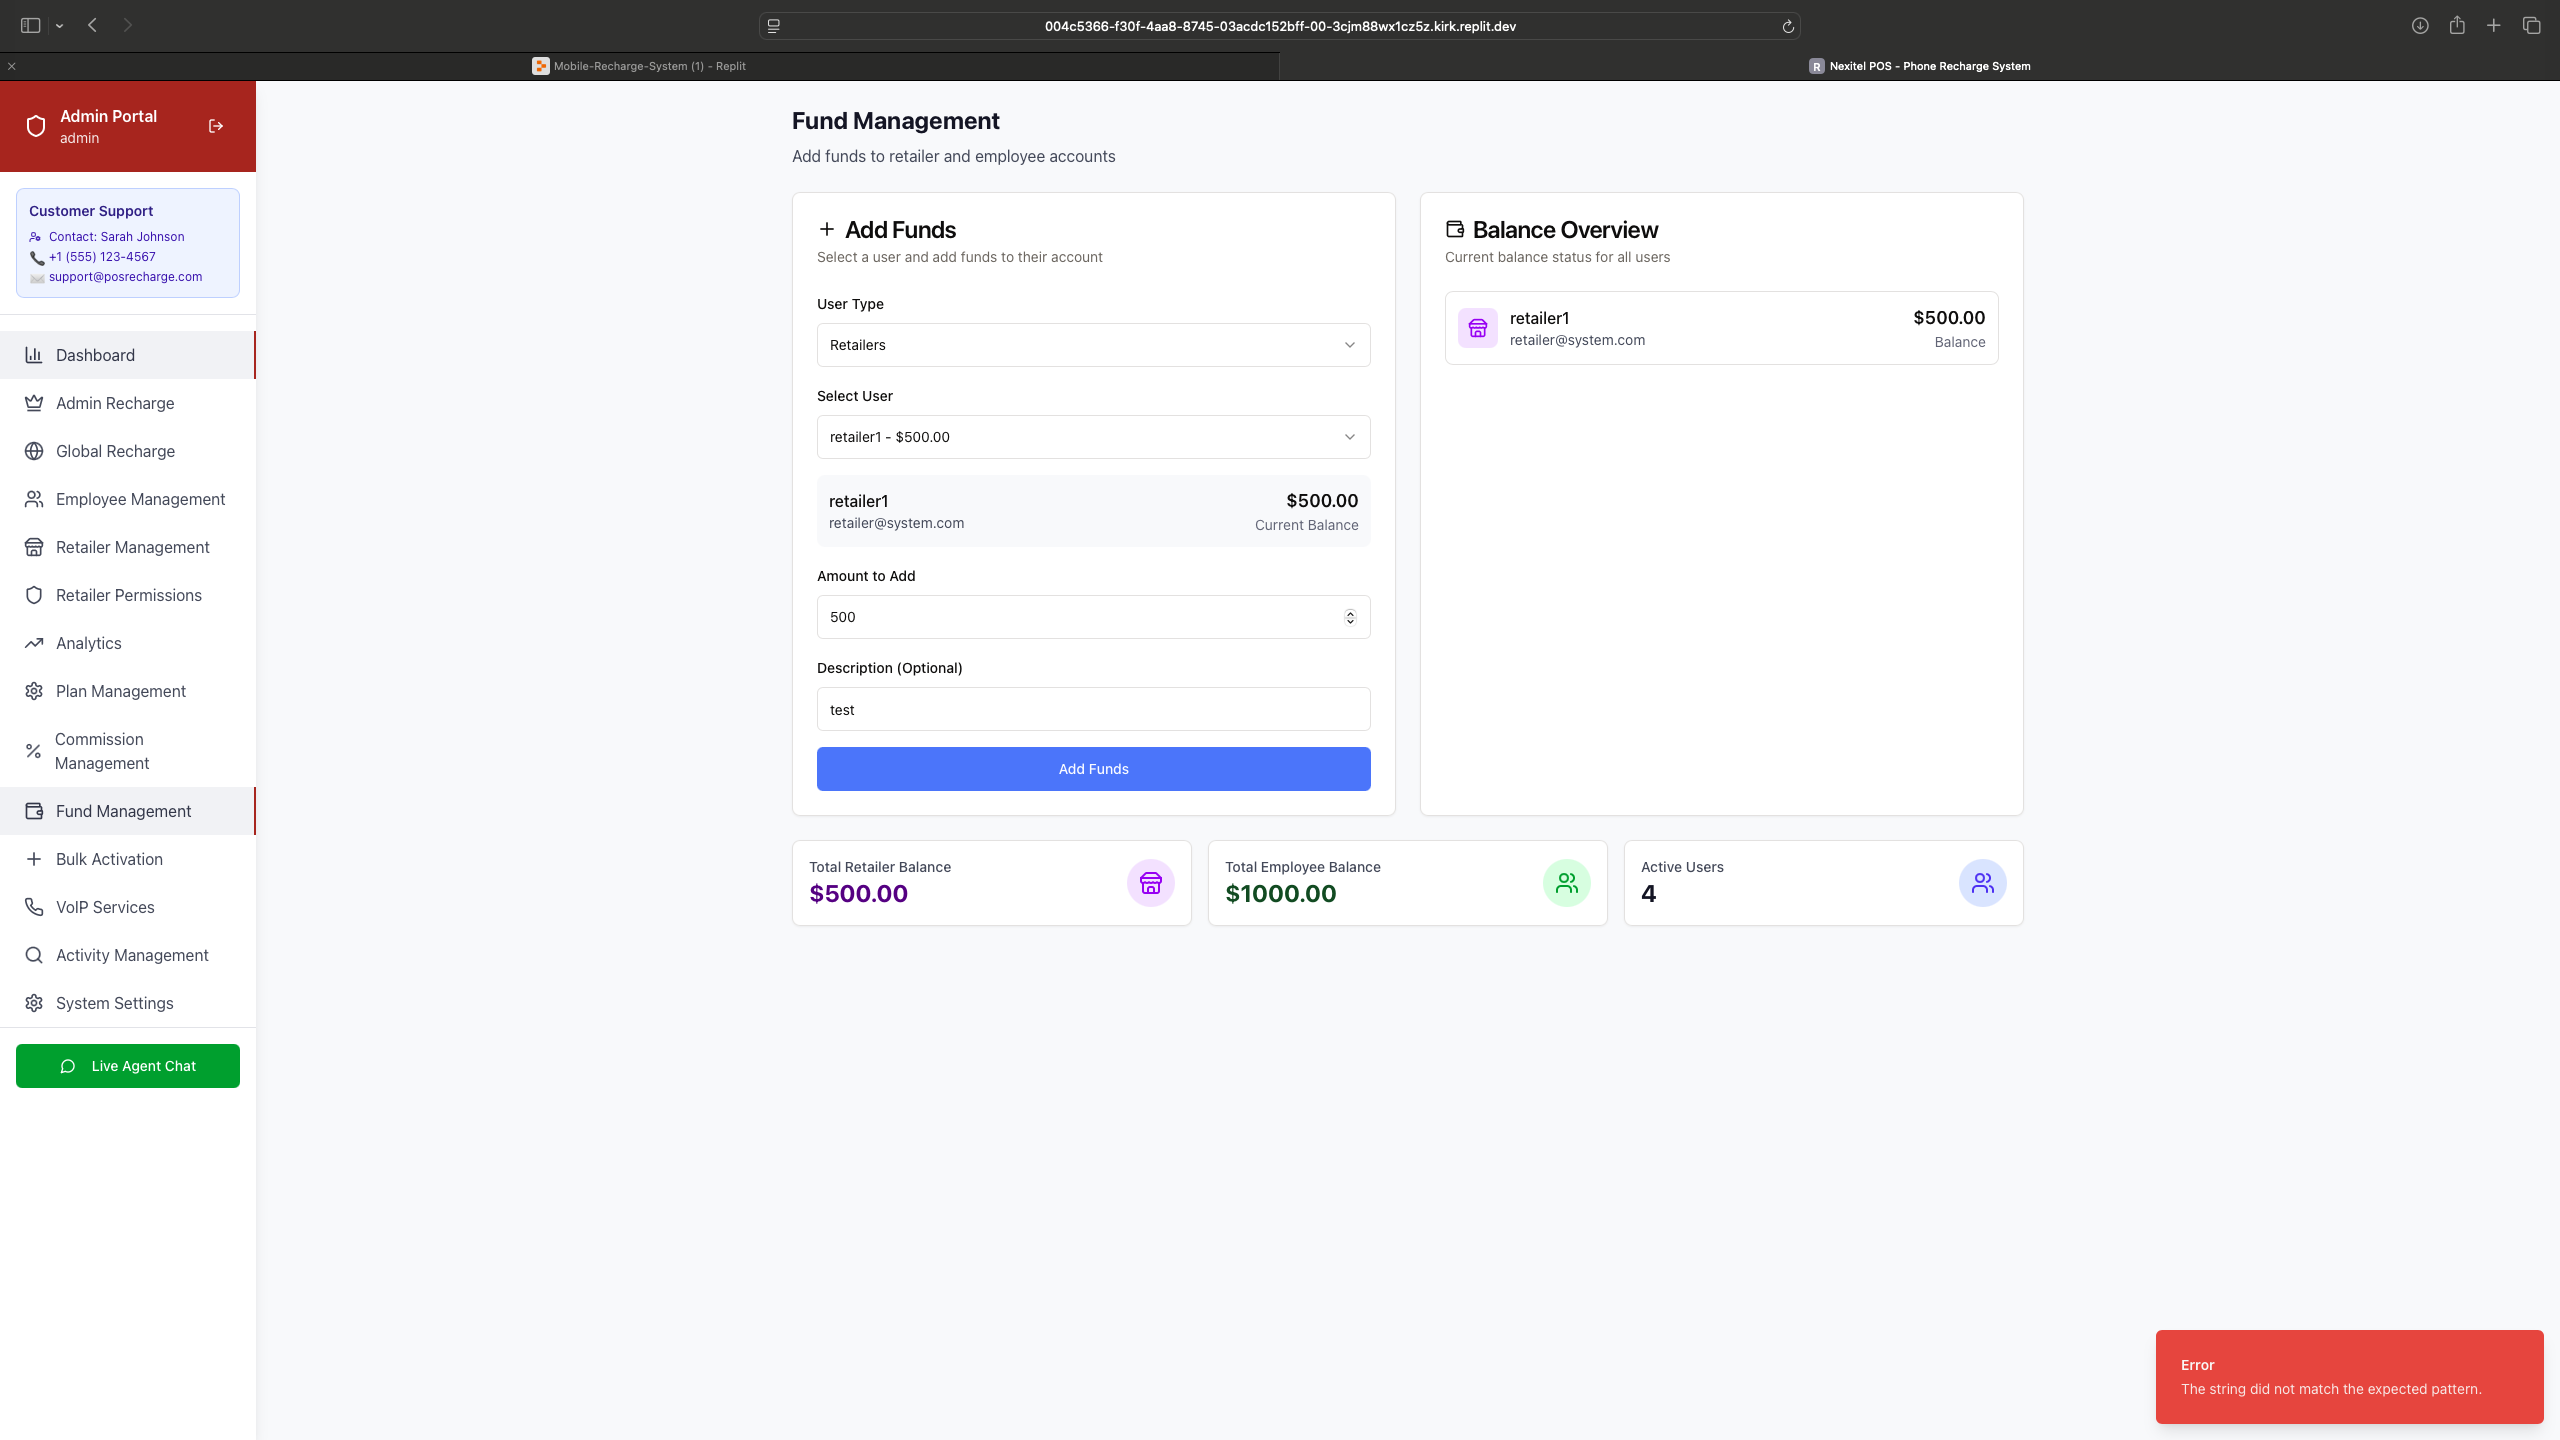 004c5366-f30f-4aa8-8745-03acdc152bff-00-3cjm88wx1cz5z.kirk.replit.dev
Mobile-Recharge-System (1) - Replit
R Nexitel POS - Phone Recharge System
Admin Portal
admin
Customer Support
Contact: Sarah Johnson
+1 (555) 123-4567
support@posrecharge.com
Dashboard
Admin Recharge
Global Recharge
Employee Management
Retailer Management
Retailer Permissions
Analytics
Plan Management
Commission
Management
Fund Management
Bulk Activation
VoIP Services
Activity Management
System Settings
Live Agent Chat
Fund Management
Add funds to retailer and employee accounts
Add Funds
Select a user and add funds to their account
User Type
Retailers
Select User
retailer1 - $500.00
retailer1
$500.00
retailer@system.com
Current Balance
Amount to Add
500
Description (Optional)
test
Add Funds
Balance Overview
Current balance status for all users
retailer1
$500.00
retailer@system.com
Balance
Total Retailer Balance
$500.00
Total Employee Balance
$1000.00
Active Users
4
Error
The string did not match the expected pattern.